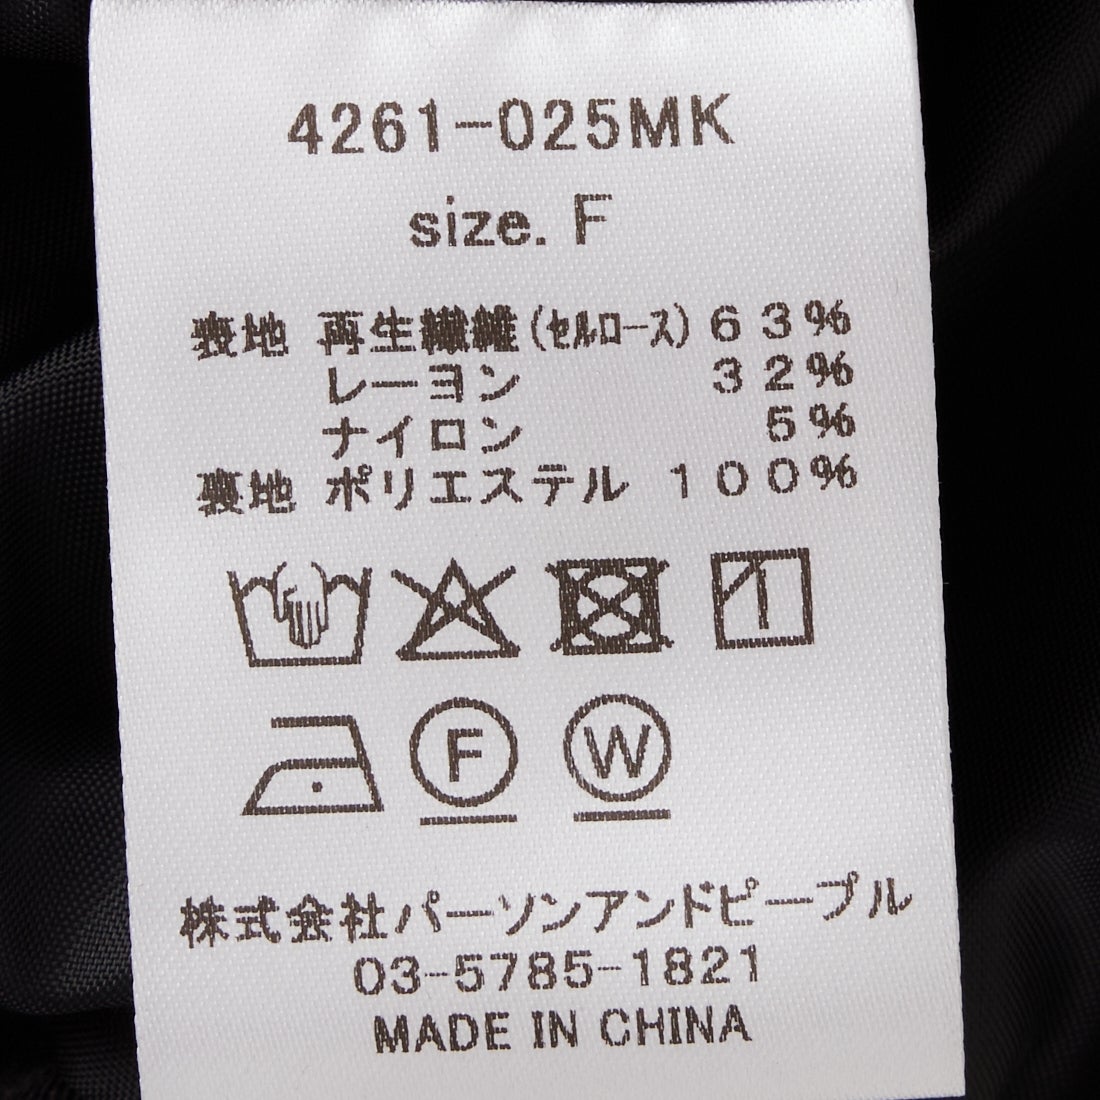 4261-025MK
size. F
表地 再生繊維(セルロース) 63%
レーヨン 32%
ナイロン 5%
裏地 ポリエステル 100%
F W
株式会社パーソンアンドピープル
03-5785-1821
MADE IN CHINA